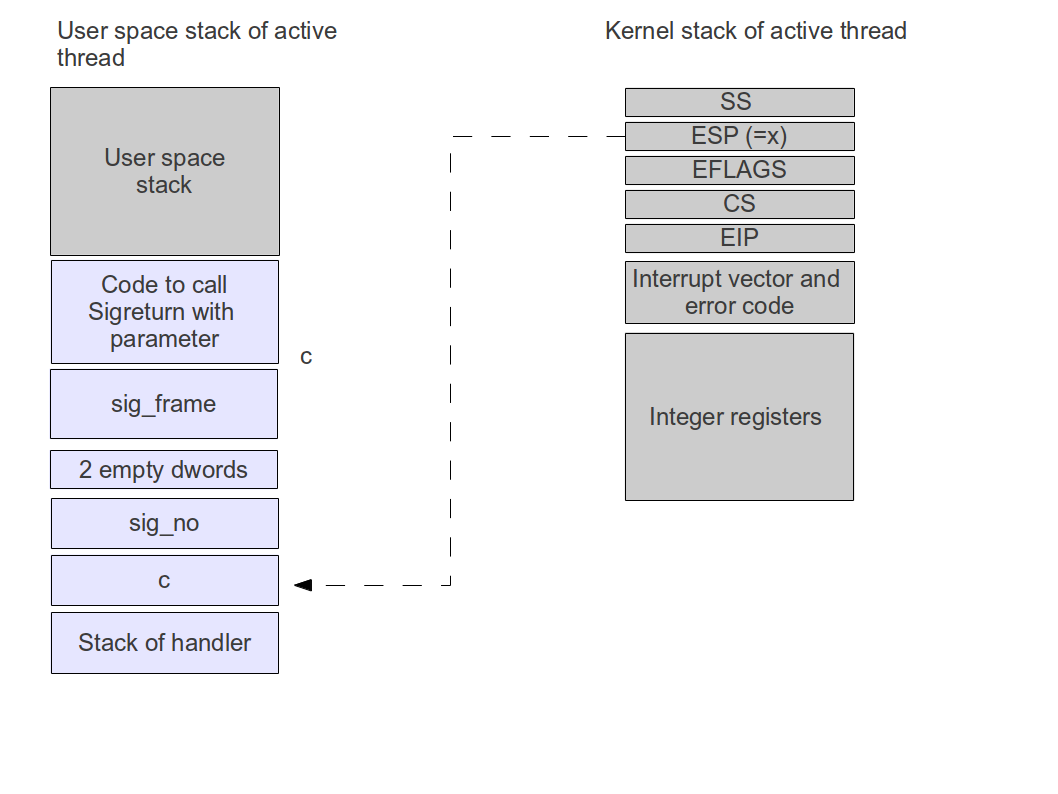 User space stack of active
thread
User space
stack
Code to call
Sigreturn with
parameter
c
sig_frame
2 empty dwords
sig_no
c
Stack of handler
Kernel stack of active thread
SS
ESP (=x)
EFLAGS
CS
EIP
Interrupt vector and
error code
Integer registers